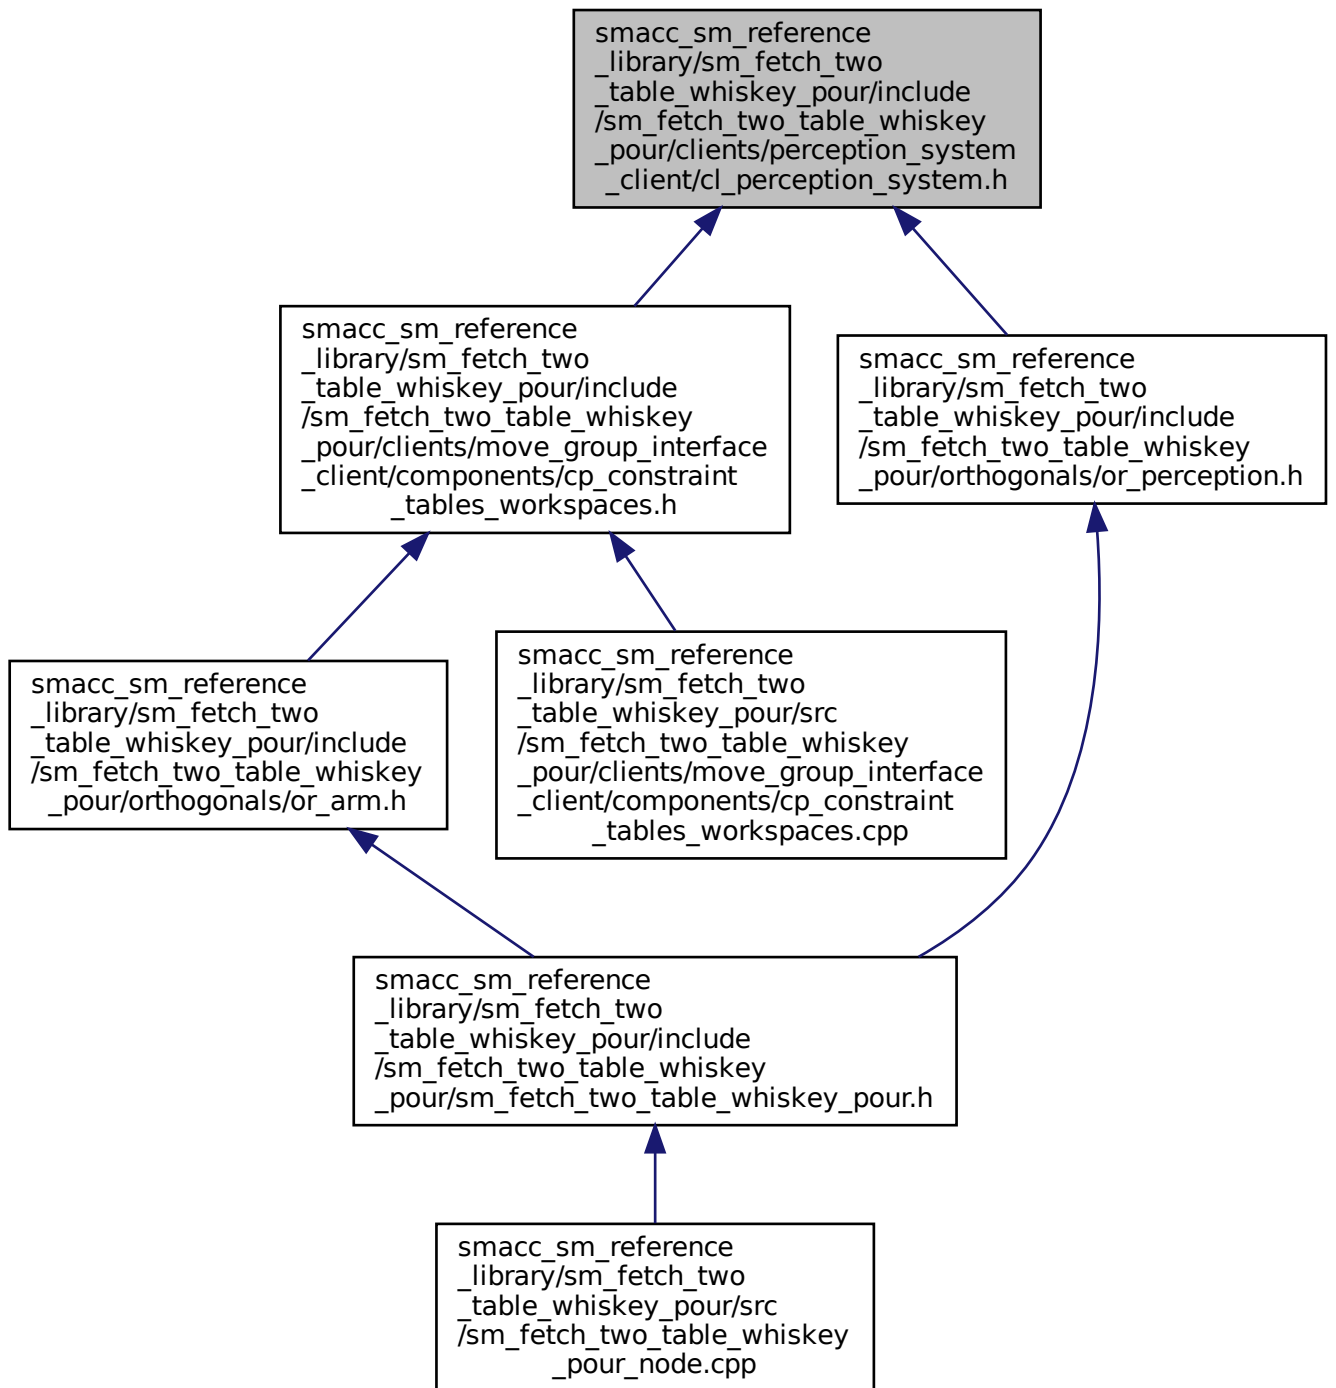 smacc_sm_reference
_library/sm_fetch_two
_table_whiskey_pour/include
/sm_fetch_two_table_whiskey
_pour/clients/perception_system
_client/cl_perception_system.h
smacc_sm_reference
_library/sm_fetch_two
_table_whiskey_pour/include
/sm_fetch_two_table_whiskey
_pour/clients/move_group_interface
_client/components/cp_constraint
_tables_workspaces.h
smacc_sm_reference
_library/sm_fetch_two
_table_whiskey_pour/include
/sm_fetch_two_table_whiskey
_pour/orthogonals/or_perception.h
smacc_sm_reference
_library/sm_fetch_two
_table_whiskey_pour/include
/sm_fetch_two_table_whiskey
_pour/orthogonals/or_arm.h
smacc_sm_reference
_library/sm_fetch_two
_table_whiskey_pour/src
/sm_fetch_two_table_whiskey
_pour/clients/move_group_interface
_client/components/cp_constraint
_tables_workspaces.cpp
smacc_sm_reference
_library/sm_fetch_two
_table_whiskey_pour/include
/sm_fetch_two_table_whiskey
_pour/sm_fetch_two_table_whiskey_pour.h
smacc_sm_reference
_library/sm_fetch_two
_table_whiskey_pour/src
/sm_fetch_two_table_whiskey
_pour_node.cpp